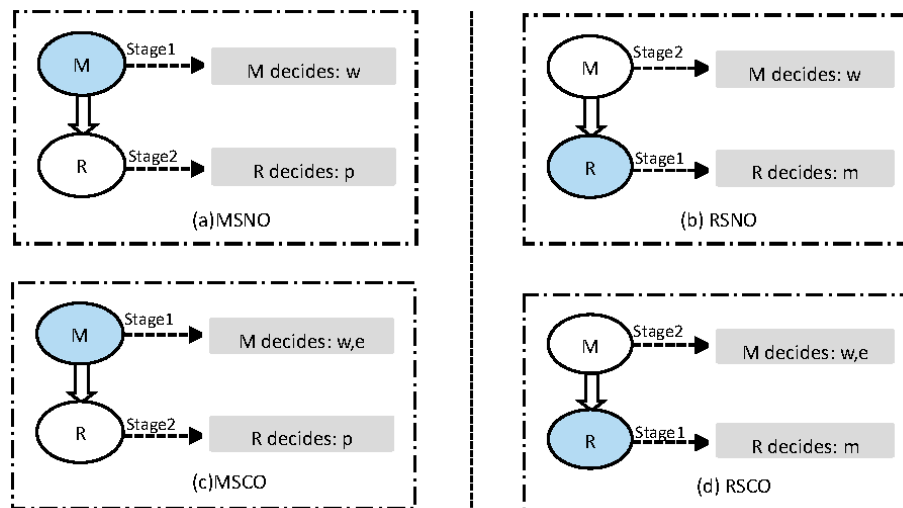 Stage1
M
M decides: w
Stage2
R
R decides: p
(a)MSNO
Stage2
M
M decides: w
Stage1
R
R decides: m
(b) RSNO
Stage1
M
M decides: w,e
Stage2
R
R decides: p
(c)MSCO
Stage2
M
M decides: w,e
Stage1
R
R decides: m
(d) RSCO